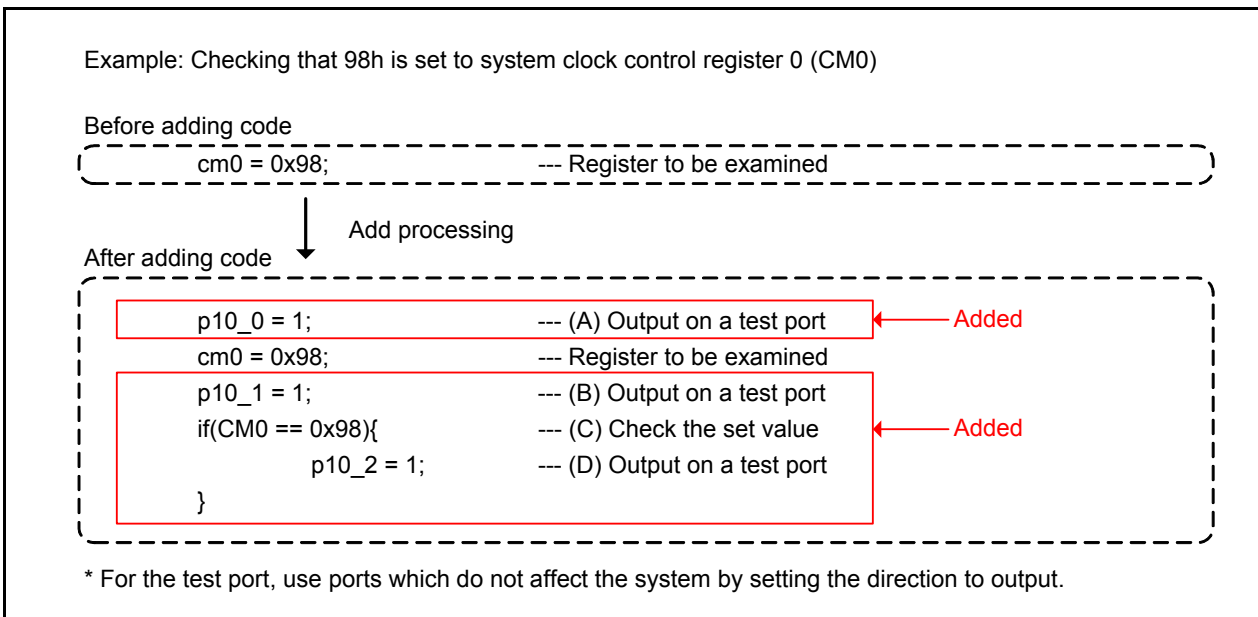 Example: Checking that 98h is set to system clock control register 0 (CM0)
Before adding code
cm0 = 0x98; --- Register to be examined
Add processing
After adding code
p10_0 = 1; --- (A) Output on a test port Added
cm0 = 0x98; --- Register to be examined
p10_1 = 1; --- (B) Output on a test port
if(CM0 == 0x98){ --- (C) Check the set value Added
p10_2 = 1; --- (D) Output on a test port
}
* For the test port, use ports which do not affect the system by setting the direction to output.